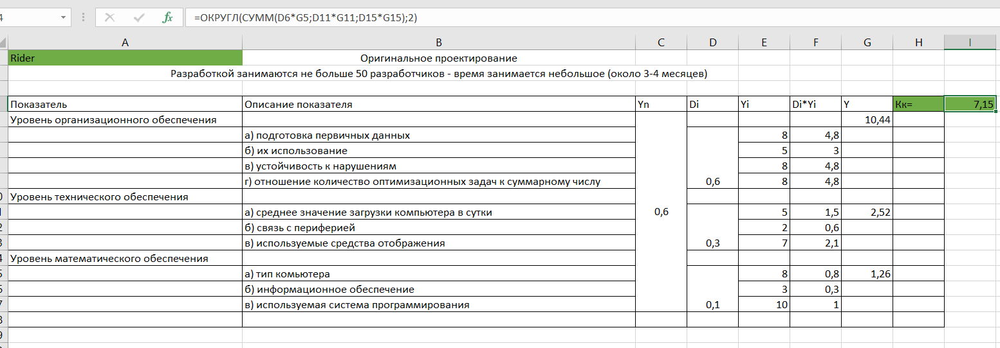 4
fx =ОКРУГЛ(СУММ(D6*G5;D11*G11;D15*G15);2)
A B C D E F G H I
Rider Оригинальное проектирование
Разработкой занимаются не больше 50 разработчиков - время занимается небольшое (около 3-4 месяцев)
Показатель Описание показателя Yn Di Yi Di*Yi Y Кк= 7,15
Уровень организационного обеспечения 10,44
а) подготовка первичных данных 8 4,8
б) их использование 5 3
в) устойчивость к нарушениям 8 4,8
г) отношение количество оптимизационных задач к суммарному числу 0,6 8 4,8
0 Уровень технического обеспечения
1 а) среднее значение загрузки компьютера в сутки 0,6 5 1,5 2,52
2 б) связь с периферией 2 0,6
3 в) используемые средства отображения 0,3 7 2,1
4 Уровень математического обеспечения
5 а) тип комьютера 8 0,8 1,26
6 б) информационное обеспечение 3 0,3
7 в) используемая система программирования 0,1 10 1
8
9